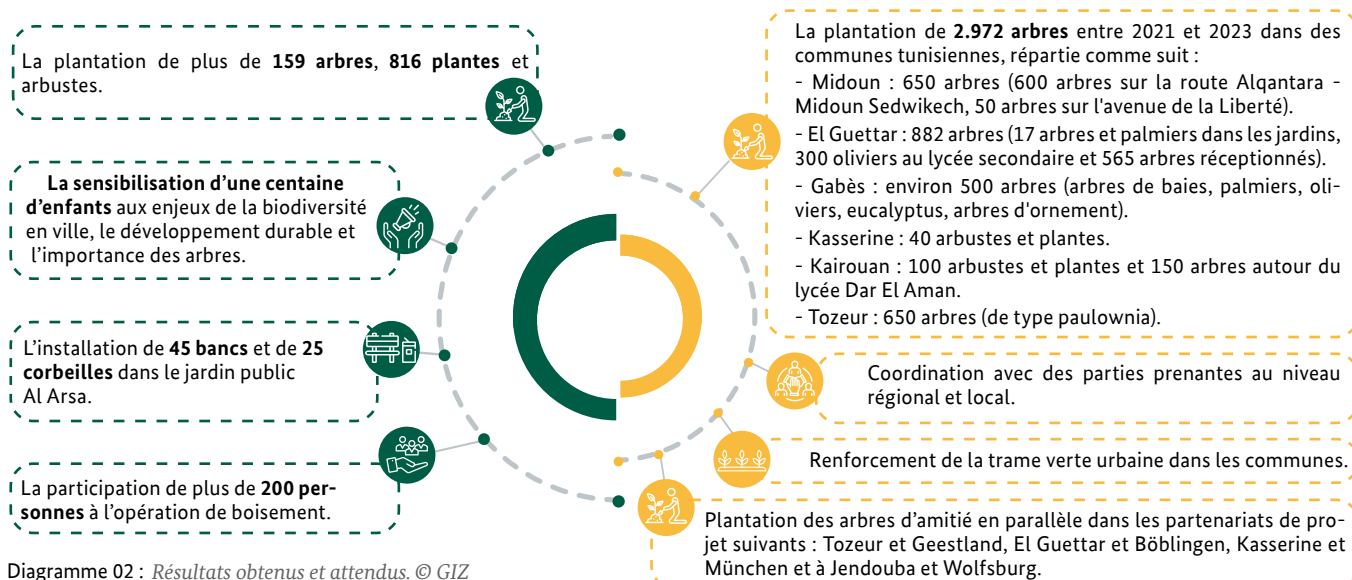 La plantation de plus de 159 arbres, 816 plantes et
arbustes.
La sensibilisation d'une centaine
d'enfants aux enjeux de la biodiversité
en ville, le développement durable et
l'importance des arbres.
L'installation de 45 bancs et de 25
corbeilles dans le jardin public
Al Arsa.
La participation de plus de 200 per-
sonnes à l'opération de boisement.
Diagramme 02 : Résultats obtenus et attendus. © GIZ
La plantation de 2.972 arbres entre 2021 et 2023 dans des
communes tunisiennes, répartie comme suit :
- Midoun : 650 arbres (600 arbres sur la route Alqantara -
Midoun Sedwikech, 50 arbres sur l'avenue de la Liberté).
- El Guettar : 882 arbres (17 arbres et palmiers dans les jardins,
300 oliviers au lycée secondaire et 565 arbres réceptionnés).
- Gabès : environ 500 arbres (arbres de baies, palmiers, oli-
viers, eucalyptus, arbres d'ornement).
- Kasserine : 40 arbustes et plantes.
- Kairouan : 100 arbustes et plantes et 150 arbres autour du
lycée Dar El Aman.
- Tozeur : 650 arbres (de type paulownia).
Coordination avec des parties prenantes au niveau
régional et local.
Renforcement de la trame verte urbaine dans les communes.
Plantation des arbres d'amitié en parallèle dans les partenariats de pro-
jet suivants : Tozeur et Geestland, El Guettar et Böblingen, Kasserine et
München et à Jendouba et Wolfsburg.